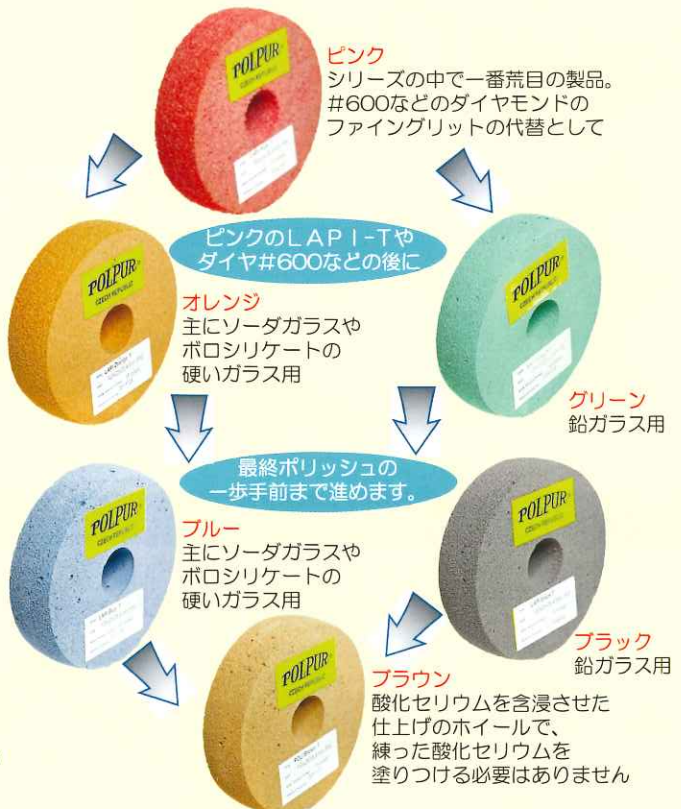 POLPUR
ピンク
シリーズの中で一番荒目の製品。
#600などのダイヤモンドの
ファイングリットの代替として
ピンクのLAPI-Tや
ダイヤ#600などの後に
POLPUR
CZECH REPUBLIC
オレンジ
主にソーダガラスや
ボロシリケートの
硬いガラス用
POLPUR
CZECH REPUBLIC
グリーン
鉛ガラス用
最終ポリッシュの
一歩手前まで進めます。
POLPUR
CZECH REPUBLIC
ブルー
主にソーダガラスや
ボロシリケートの
硬いガラス用
POLPUR
CZECH REPUBLIC
ブラック
鉛ガラス用
POLPUR
CZECH REPUBLIC
ブラウン
酸化セリウムを含浸させた
仕上げのホイールで、
練った酸化セリウムを
塗りつける必要はありません